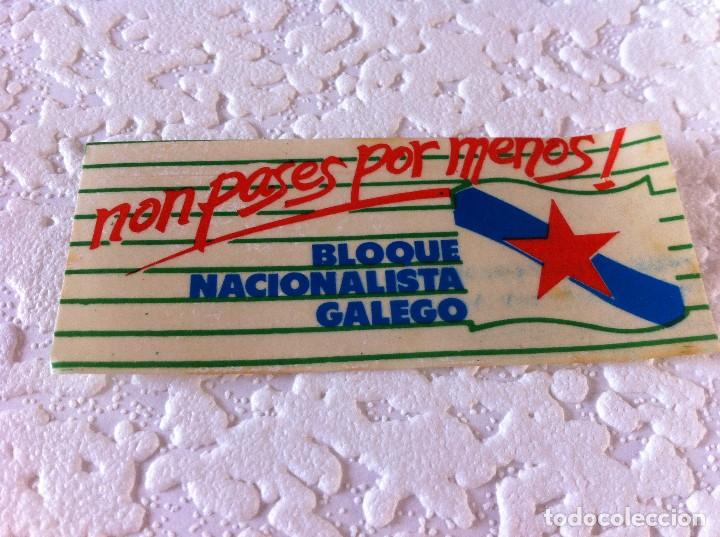 non pases por menos!
BLOQUE
NACIONALISTA
GALEGO
todocoleccion